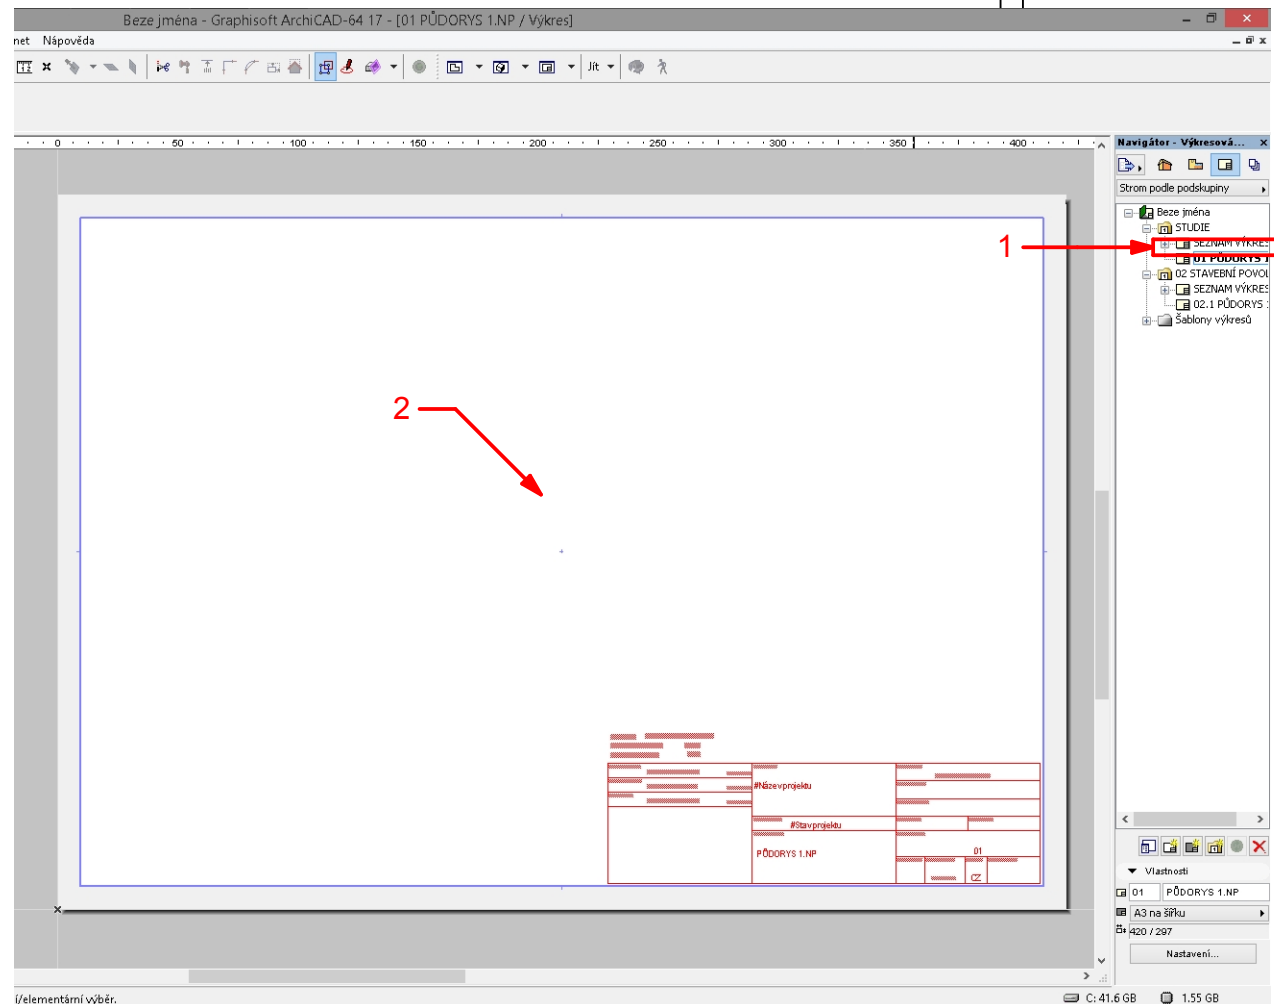 Beze jména - Graphisoft ArchiCAD-64 17 - [01 PŮDORYS 1.NP / Výkres]
net Nápověda
Jít
0 50 100 150 200 250 300 350 400
Navigátor - Výkresová...
Strom podle podskupiny
Beze jména
STUDIE
SEZNAM VÝKRES
01 PŮDORYS 1
02 STAVEBNÍ POVOL
SEZNAM VÝKRES
02.1 PŮDORYS
Šablony výkresů
1
2
#Názevprojektu
#Stavprojektu
PŮDORYS 1.NP
01
CZ
Vlastnosti
01 PŮDORYS 1.NP
A3 na šířku
420 / 297
Nastavení...
í/elementární výběr.
C: 41.6 GB 1.55 GB